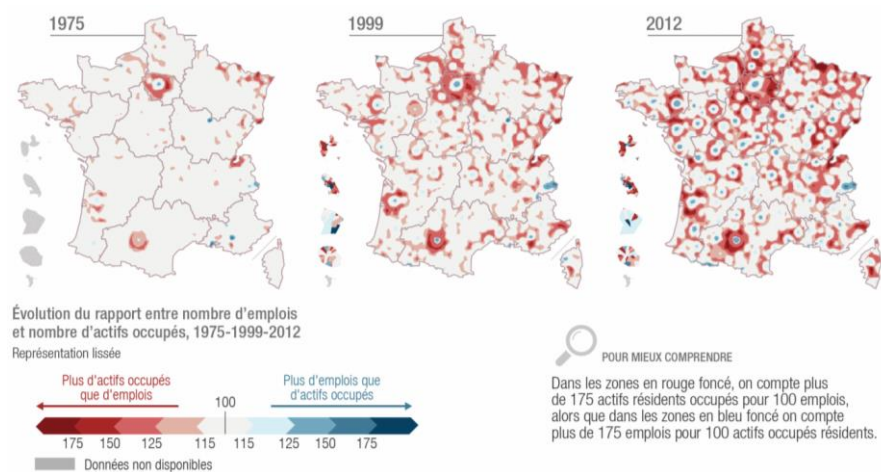 1975
1999
2012
Évolution du rapport entre nombre d'emplois
et nombre d'actifs occupés, 1975-1999-2012
Représentation lissée
Plus d'actifs occupés
que d'emplois
100
Plus d'emplois que
d'actifs occupés
175 150 125 115 115 125 150 175
Données non disponibles
POUR MIEUX COMPRENDRE
Dans les zones en rouge foncé, on compte plus
de 175 actifs résidents occupés pour 100 emplois,
alors que dans les zones en bleu foncé on compte
plus de 175 emplois pour 100 actifs occupés résidents.